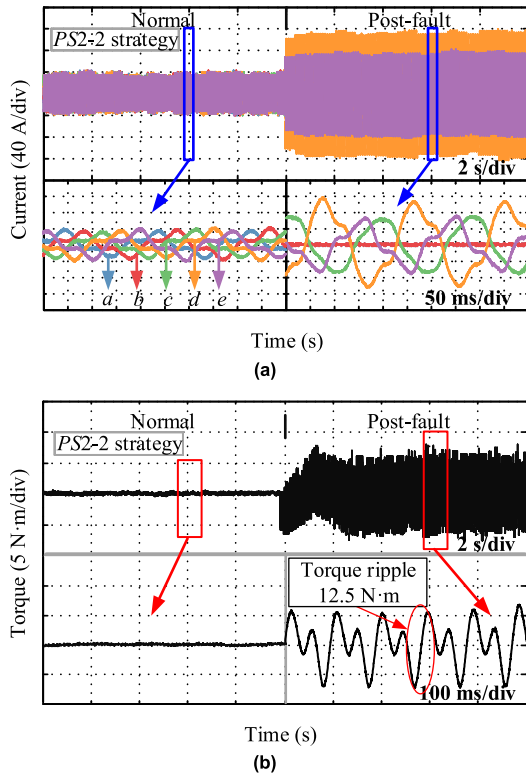 Normal
Post-fault
PS2-2 strategy
Current (40 A/div)
2 s/div
a b c d e
50 ms/div
Time (s)
(a)
Normal
Post-fault
PS2-2 strategy
Torque (5 N·m/div)
2 s/div
Torque ripple
12.5 N·m
100 ms/div
Time (s)
(b)